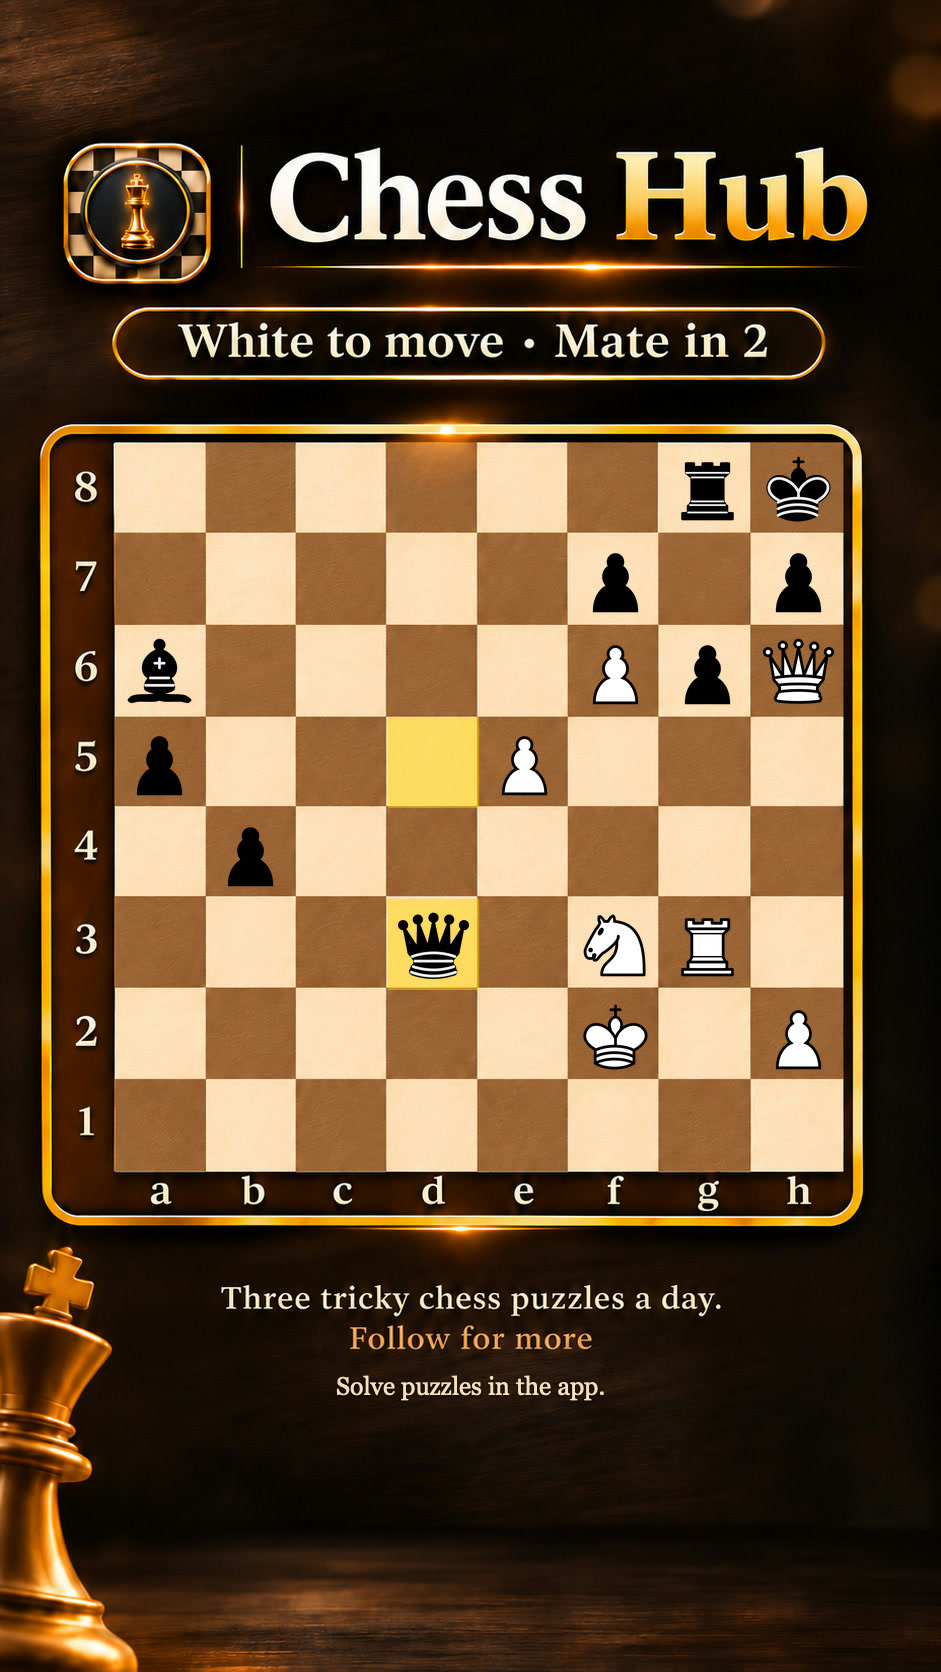 Chess Hub
White to move • Mate in 2
8
7
6
5
4
3
2
1
a b c d e f g h
Three tricky chess puzzles a day.
Follow for more
Solve puzzles in the app.